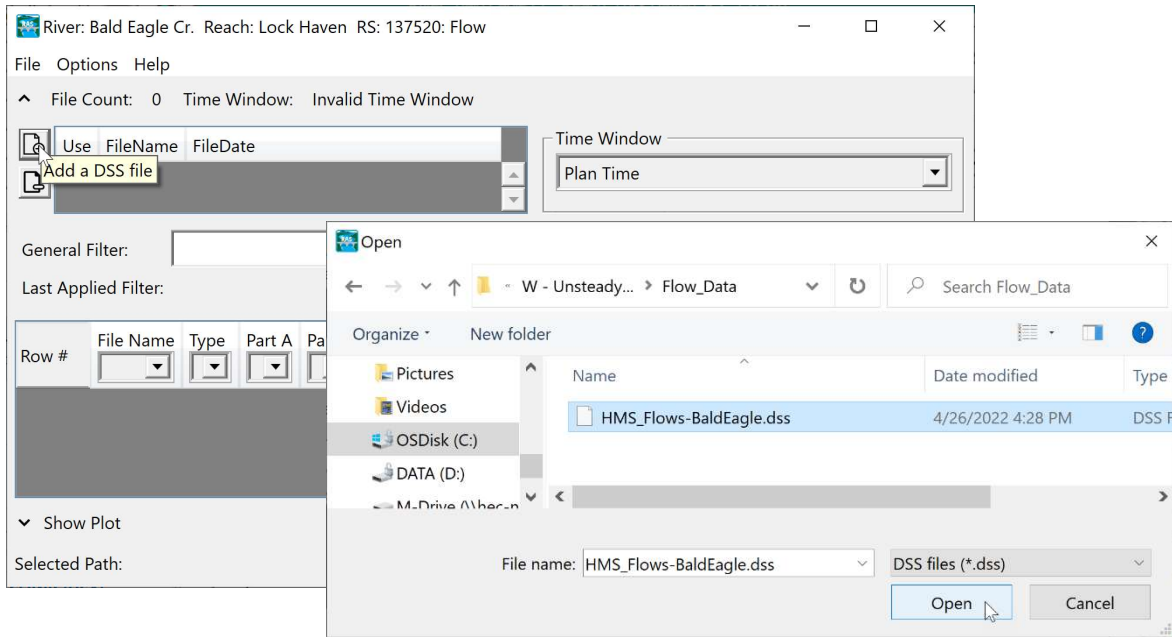 River: Bald Eagle Cr. Reach: Lock Haven RS: 137520: Flow
File Options Help
File Count: 0 Time Window: Invalid Time Window
Use FileName FileDate
Add a DSS file
Time Window
Plan Time
General Filter:
Last Applied Filter:
Row # File Name Type Part A Pa
Show Plot
Selected Path:
Open
« W - Unsteady... > Flow_Data
Search Flow_Data
Organize New folder
?
Pictures
Videos
OSDisk (C:)
DATA (D:)
M-Drive (\\hec-n
Name Date modified Type
HMS_Flows-BaldEagle.dss 4/26/2022 4:28 PM DSS F
File name: HMS_Flows-BaldEagle.dss DSS files (*.dss)
Open Cancel